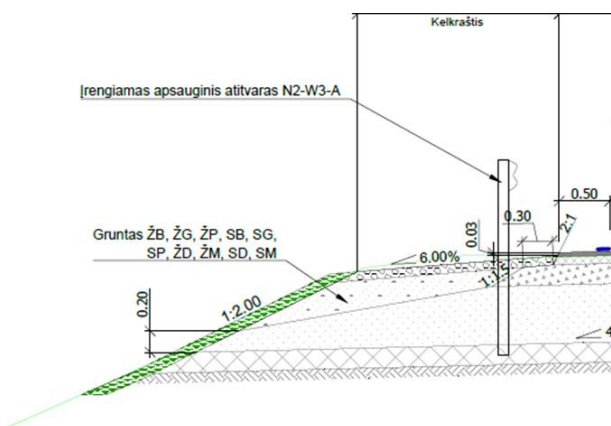 Kelkraštis
Įrengiamas apsauginis atitvaras N2-W3-A
0.50
0.30
2:1
0.03
Gruntas ŽB, ŽG, ŽP, SB, SG,
SP, ŽD, ŽM, SD, SM
6.00%
1:1.5
0.20
1:2.00
4